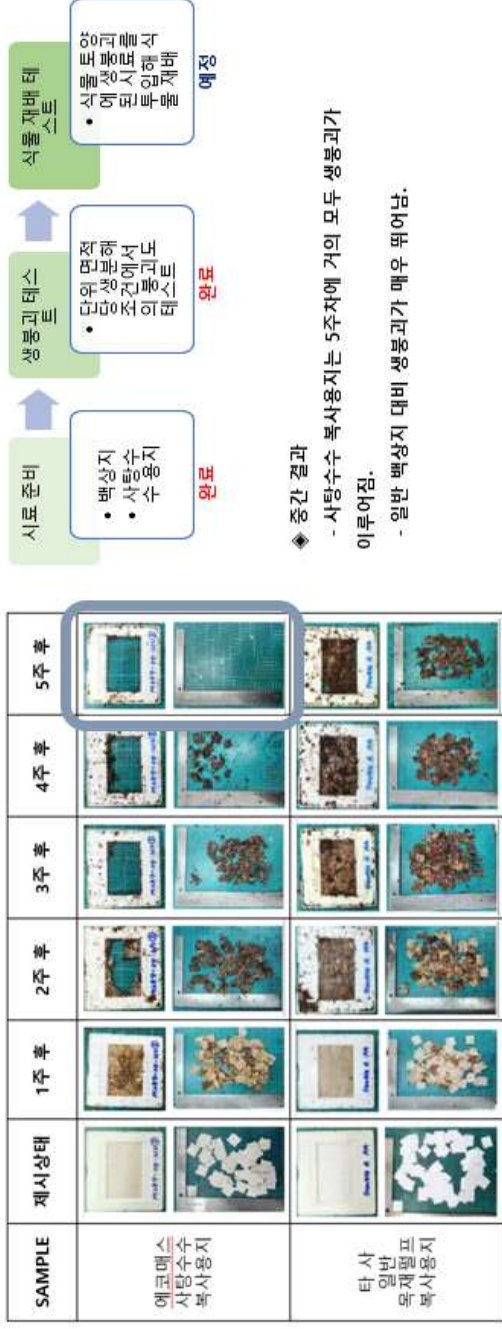 시료 준비
• 백상지
• 사탕수
수용지
완료
생붕괴 테스
트
• 단위 면적
당 생분해
조건에서
의 붕괴도
테스트
완료
식물 재배 테
스트
• 식물 토양
에 생붕괴
된 시료를
투입해 식
물 재배
예정
◈ 중간 결과
- 사탕수수 복사용지는 5주차에 거의 모두 생붕괴가
이루어짐.
- 일반 백상지 대비 생붕괴가 매우 뛰어남.
SAMPLE
제시상태
1주 후
2주 후
3주 후
4주 후
5주 후
에코매스
사탕수수
복사용지
타 사
일반
목재펄프
복사용지